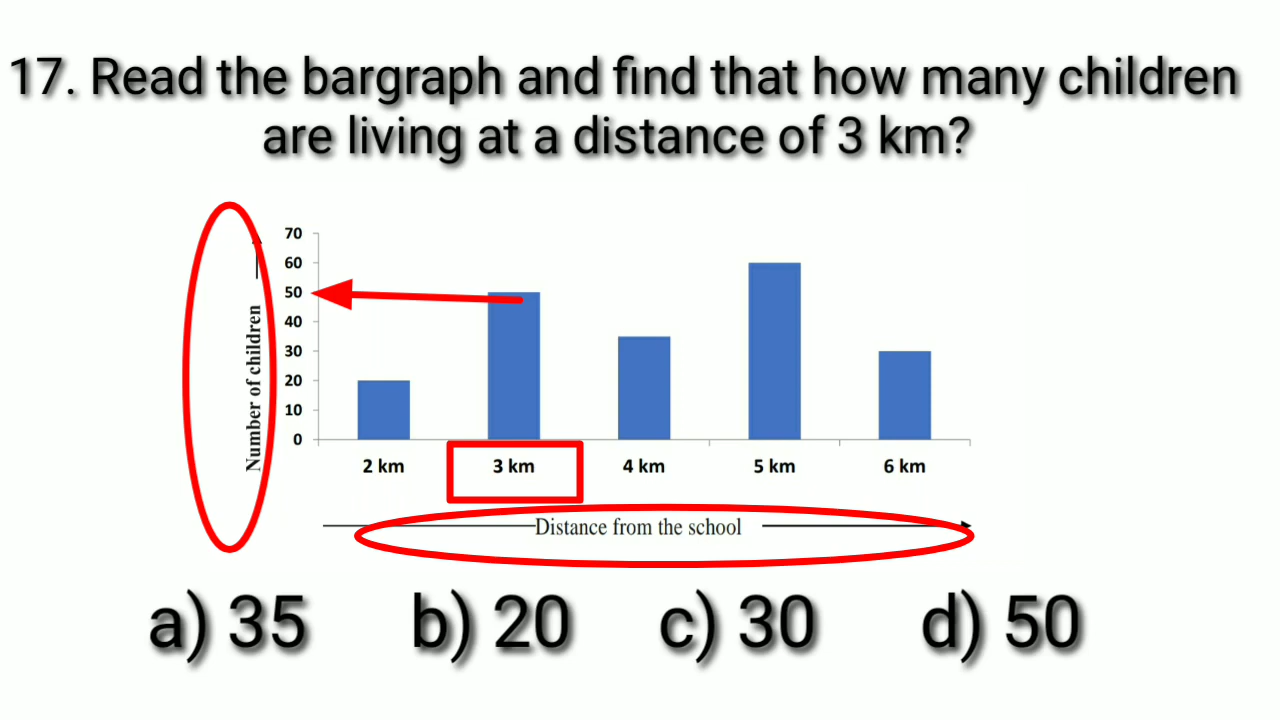 17. Read the bargraph and find that how many children
are living at a distance of 3 km?
Number of children
70
60
50
40
30
20
10
0
2 km 3 km 4 km 5 km 6 km
Distance from the school
a) 35 b) 20 c) 30 d) 50